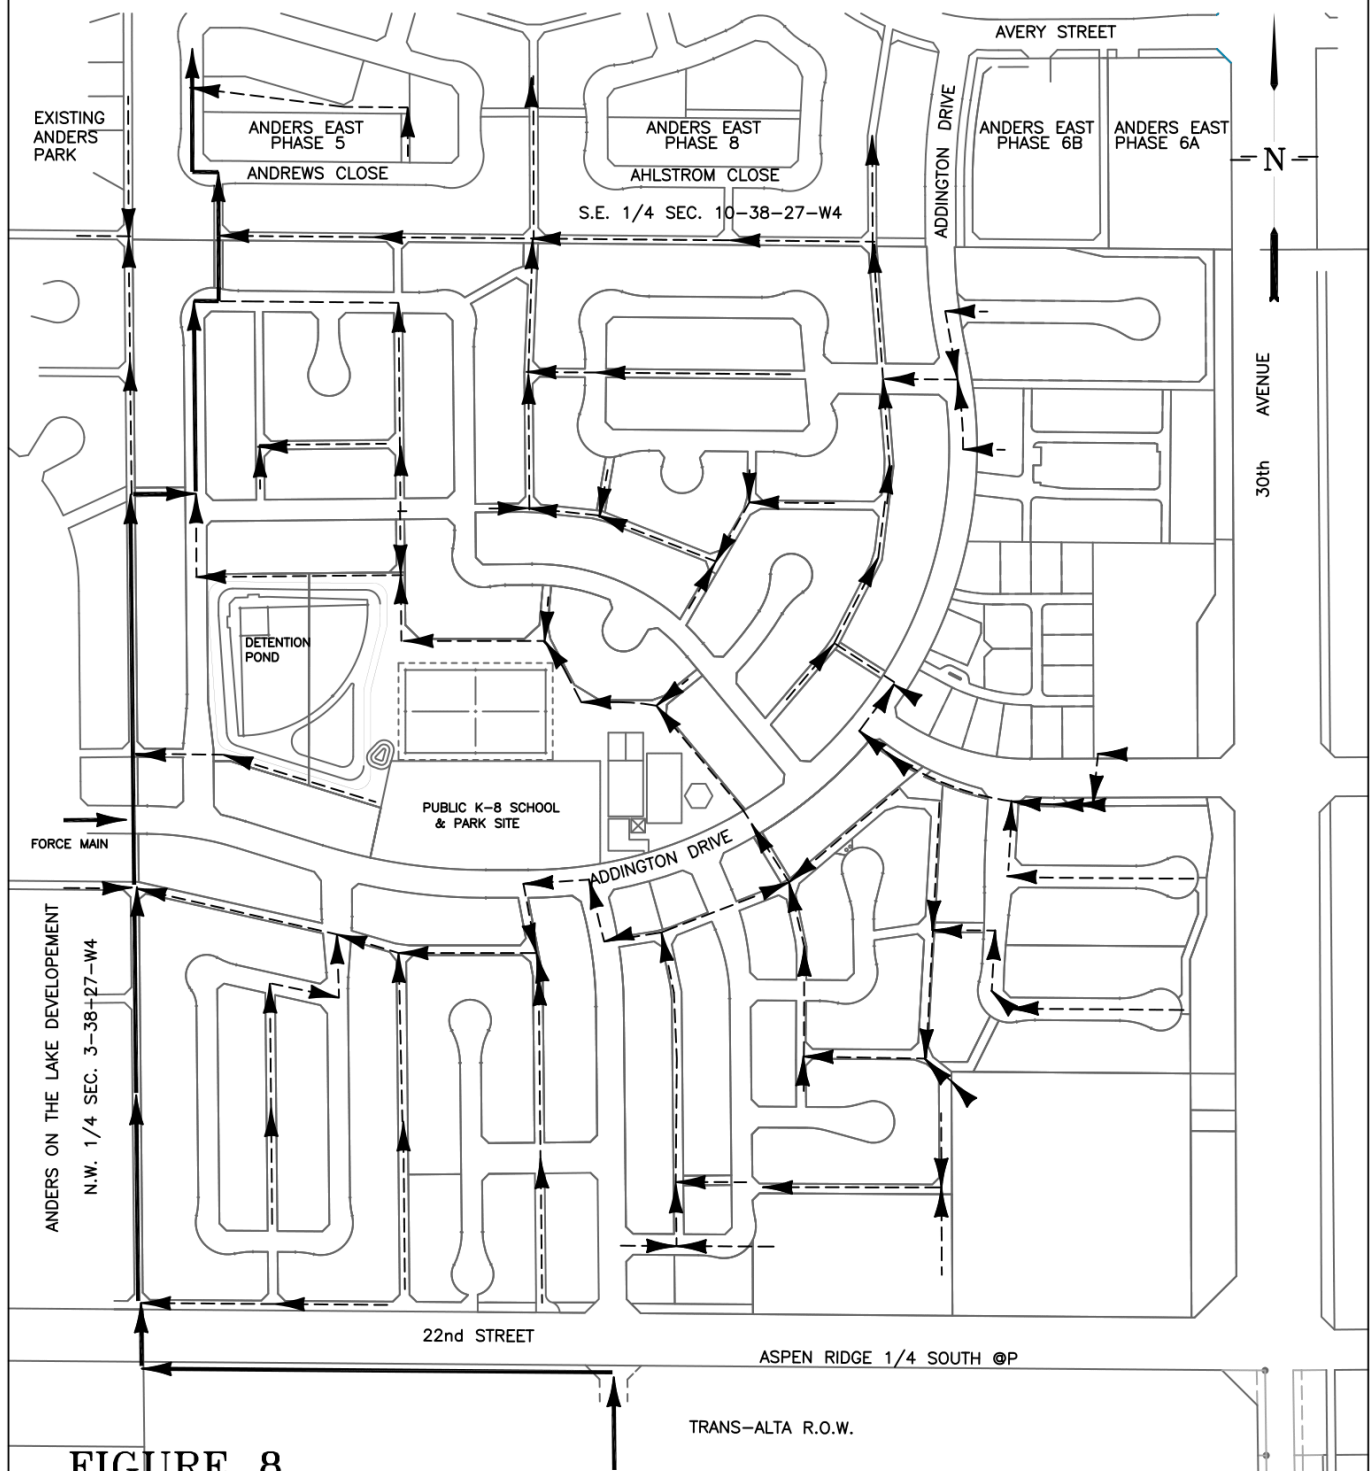 AVERY STREET
EXISTING
ANDERS
PARK
ANDERS EAST
PHASE 5
ANDERS EAST
PHASE 8
ADDINGTON DRIVE
ANDERS EAST
PHASE 6B
ANDERS EAST
PHASE 6A
N
ANDREWS CLOSE
AHLSTROM CLOSE
S.E. 1/4 SEC. 10-38-27-W4
30th AVENUE
DETENTION
POND
PUBLIC K-8 SCHOOL
& PARK SITE
FORCE MAIN
ADDINGTON DRIVE
ANDERS ON THE LAKE DEVELOPEMENT
N.W. 1/4 SEC. 3-38-27-W4
22nd STREET
ASPEN RIDGE 1/4 SOUTH @P
TRANS-ALTA R.O.W.
FIGURE 8